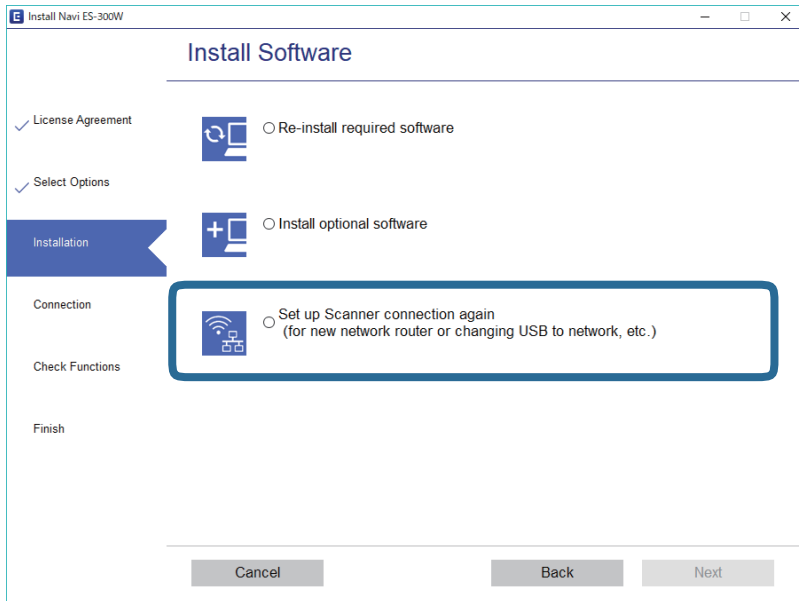 E Install Navi ES-300W
Install Software
License Agreement
Select Options
Installation
Connection
Check Functions
Finish
Re-install required software
Install optional software
Set up Scanner connection again
(for new network router or changing USB to network, etc.)
Cancel
Back
Next